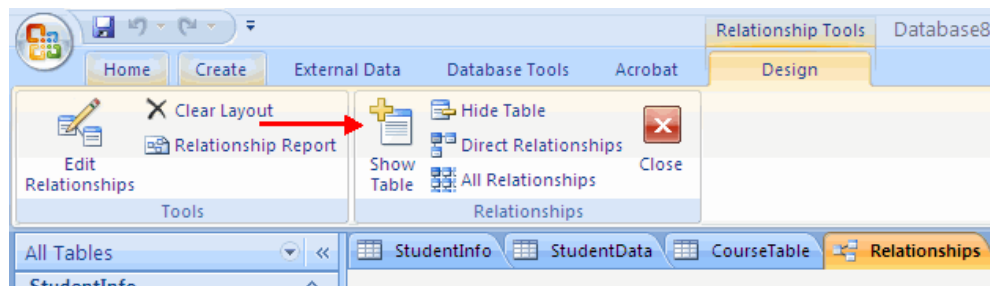 Relationship Tools Database8
Home Create External Data Database Tools Acrobat Design
Clear Layout
Relationship Report
Edit
Relationships
Tools
Show
Table
Hide Table
Direct Relationships
All Relationships
Close
Relationships
All Tables
StudentInfo StudentData CourseTable Relationships
StudentInfo